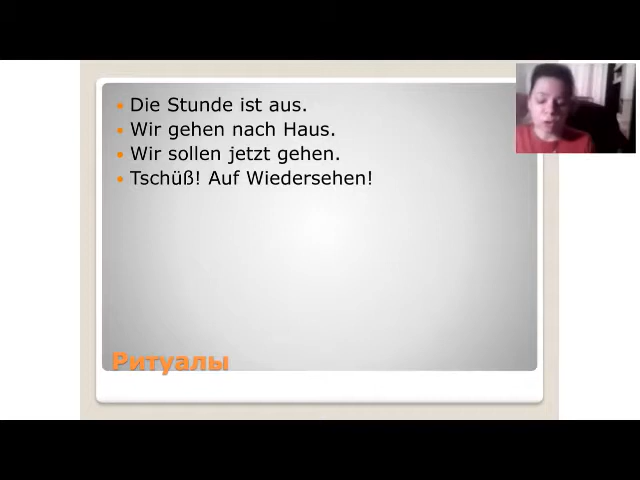 Die Stunde ist aus.
Wir gehen nach Haus.
Wir sollen jetzt gehen.
Tschüß! Auf Wiedersehen!
Ритуалы